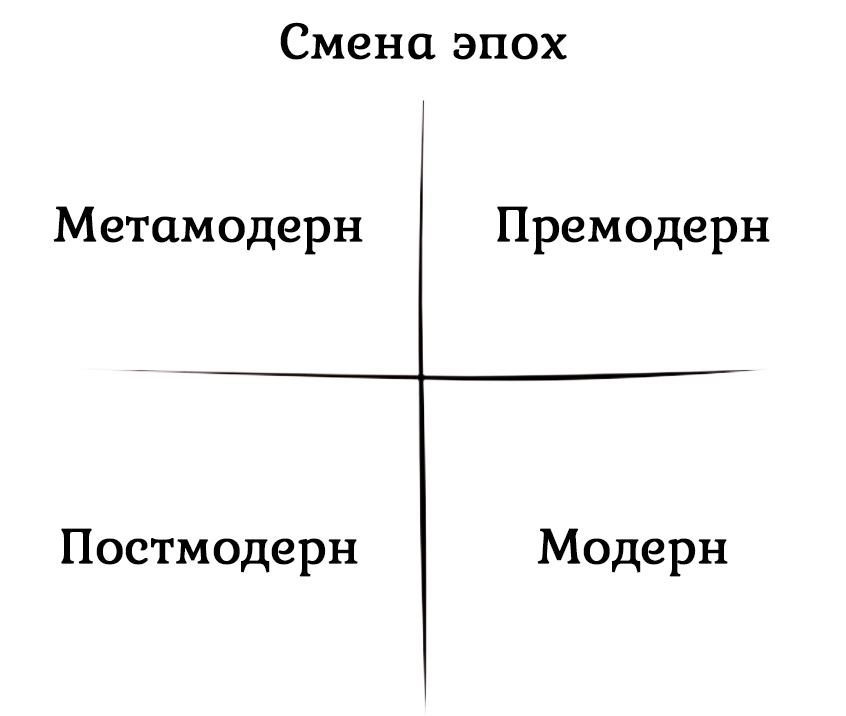 Смена эпох
Метамодерн
Премодерн
Постмодерн
Модерн